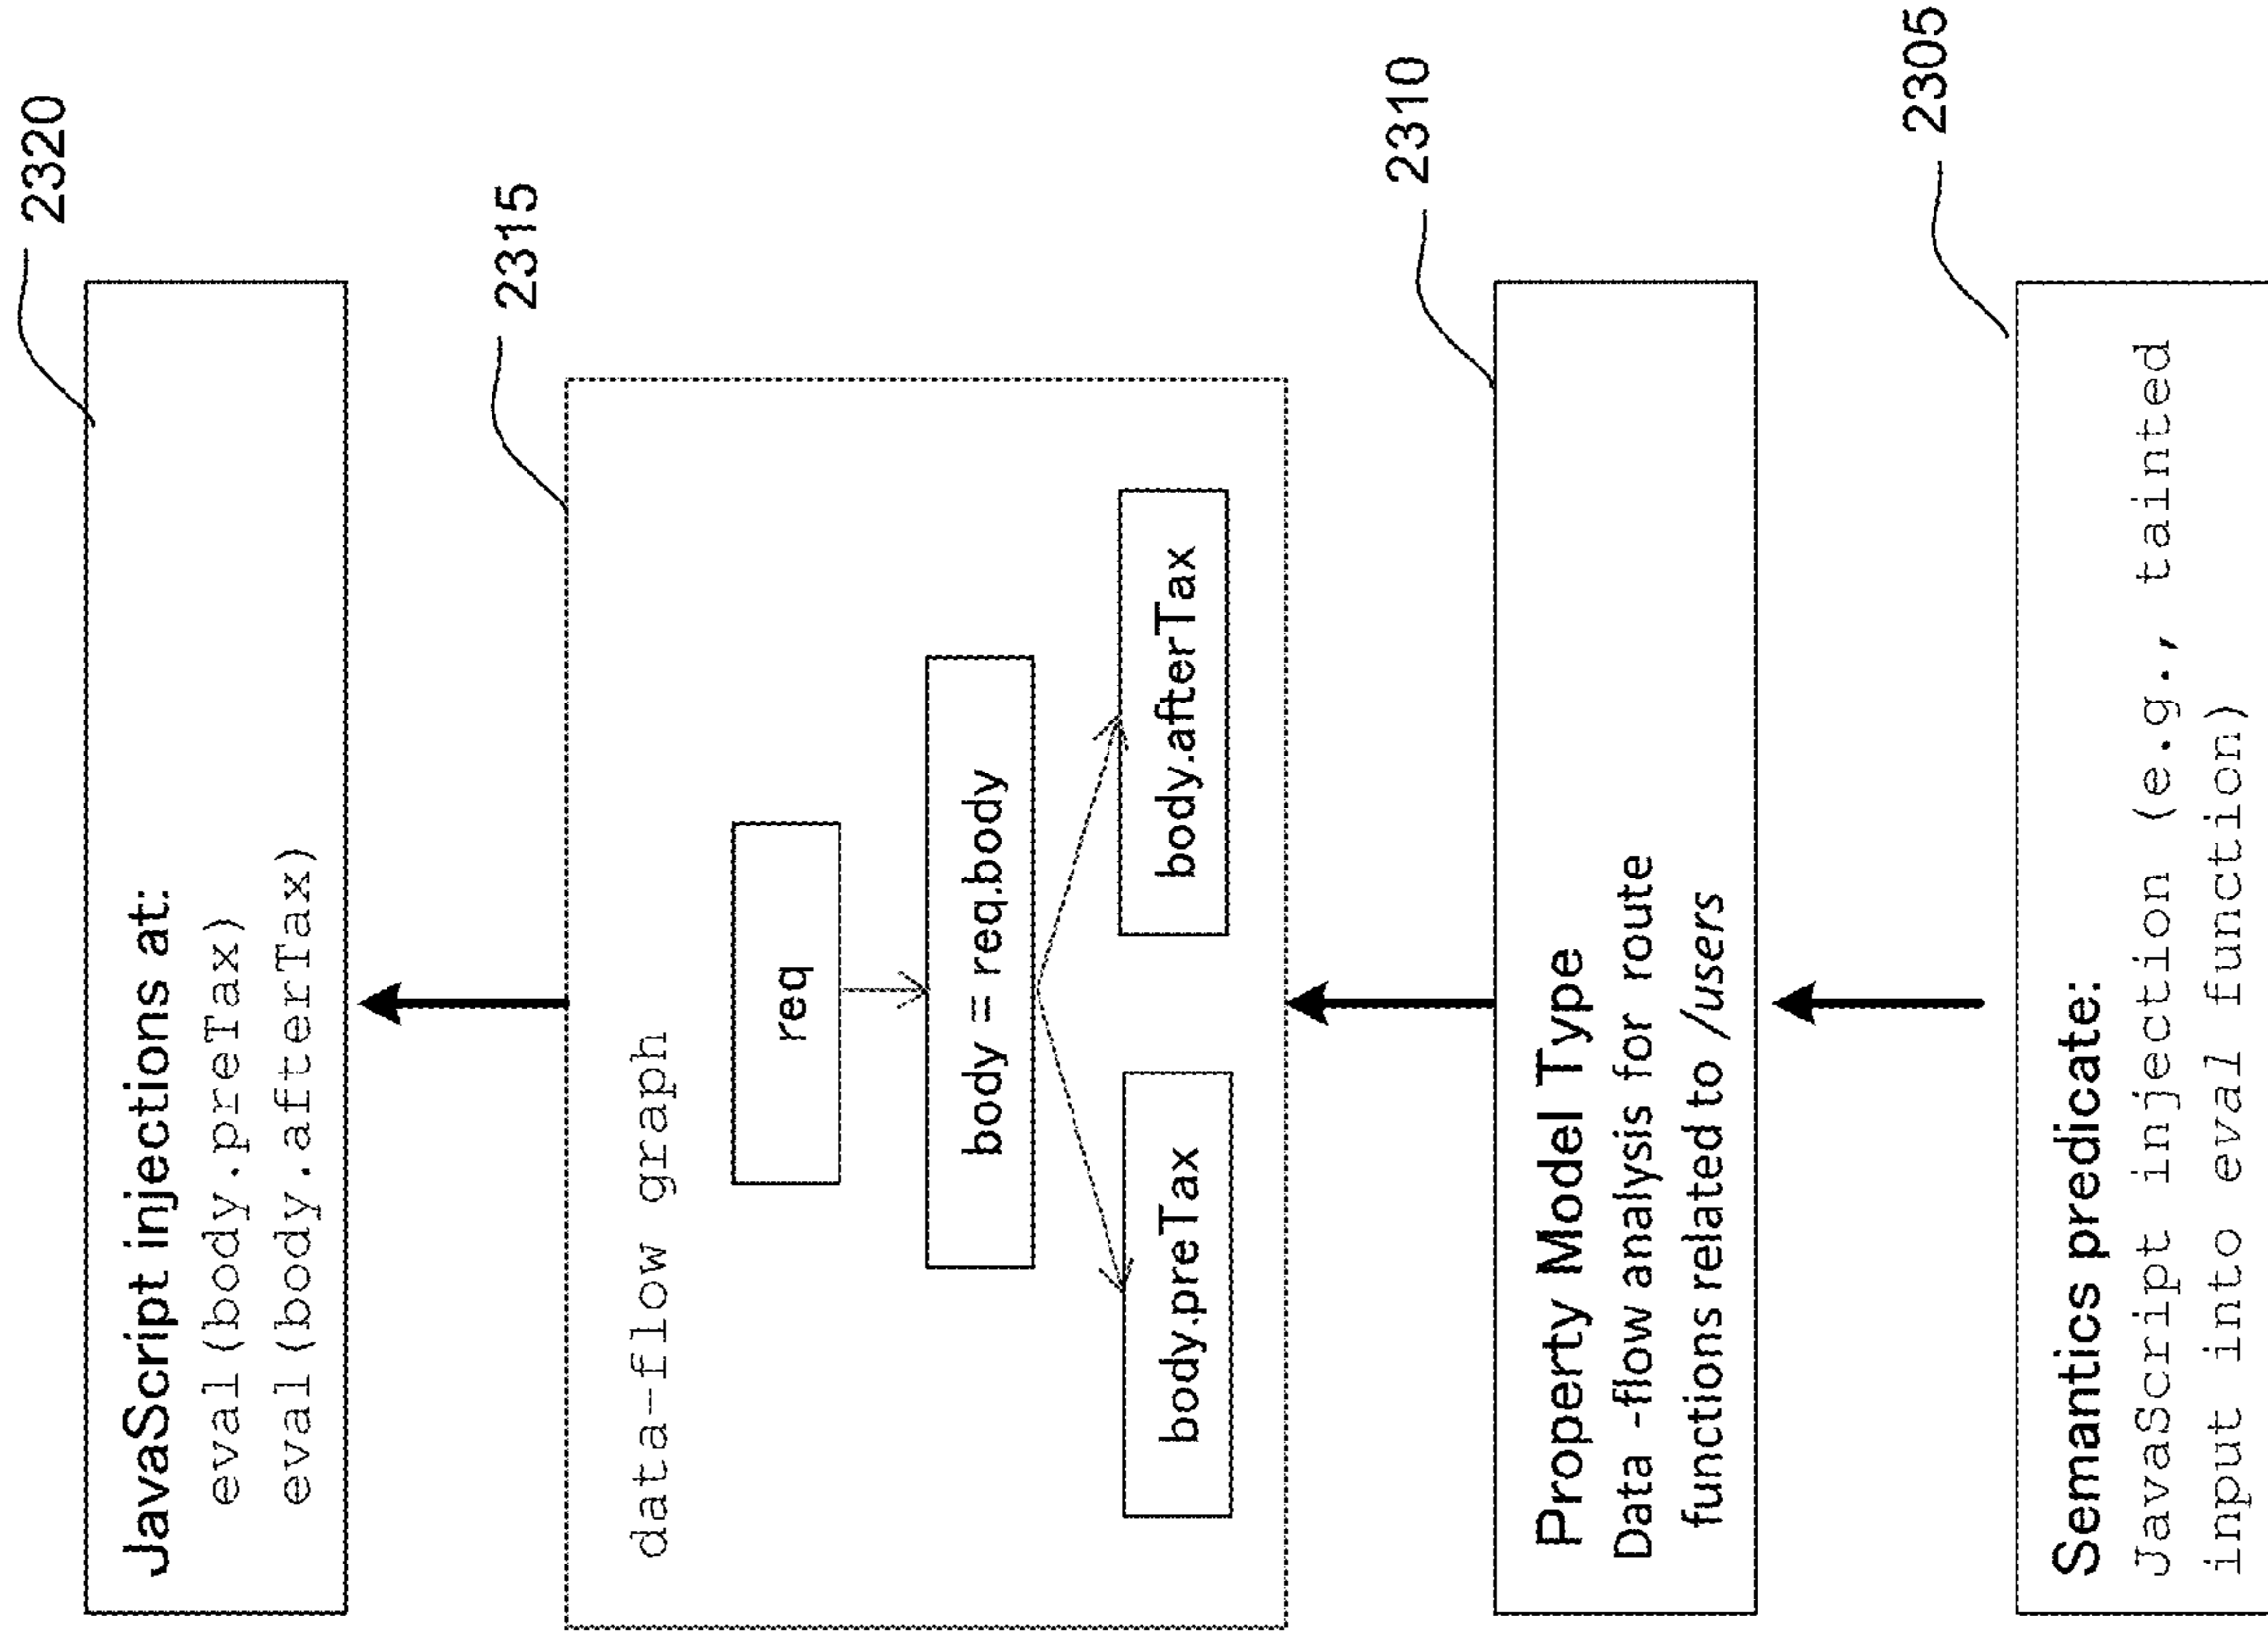 2320
JavaScript injections at:
eval(body.preTax)
eval(body.afterTax)
2315
data-flow graph
req
body = req.body
body.preTax
body.afterTax
2310
Property Model Type
Data -flow analysis for route
functions related to /users
2305
Semantics predicate:
JavaScript injection (e.g., tainted
input into eval function)